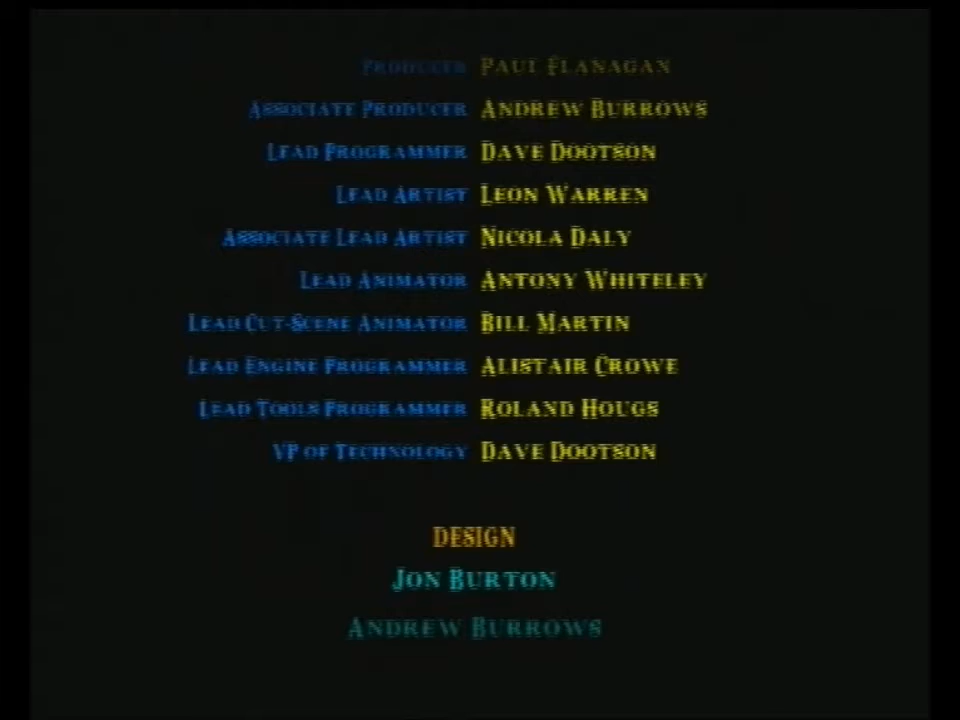 PRODUCER PAUL FLANAGAN
ASSOCIATE PRODUCER ANDREW BURROWS
LEAD PROGRAMMER DAVE DOOTSON
LEAD ARTIST LEON WARREN
ASSOCIATE LEAD ARTIST NICOLA DALY
LEAD ANIMATOR ANTONY WHITELEY
LEAD CUT-SCENE ANIMATOR BILL MARTIN
LEAD ENGINE PROGRAMMER ALISTAIR CROWE
LEAD TOOLS PROGRAMMER ROLAND HOUGS
VP OF TECHNOLOGY DAVE DOOTSON
DESIGN
JON BURTON
ANDREW BURROWS